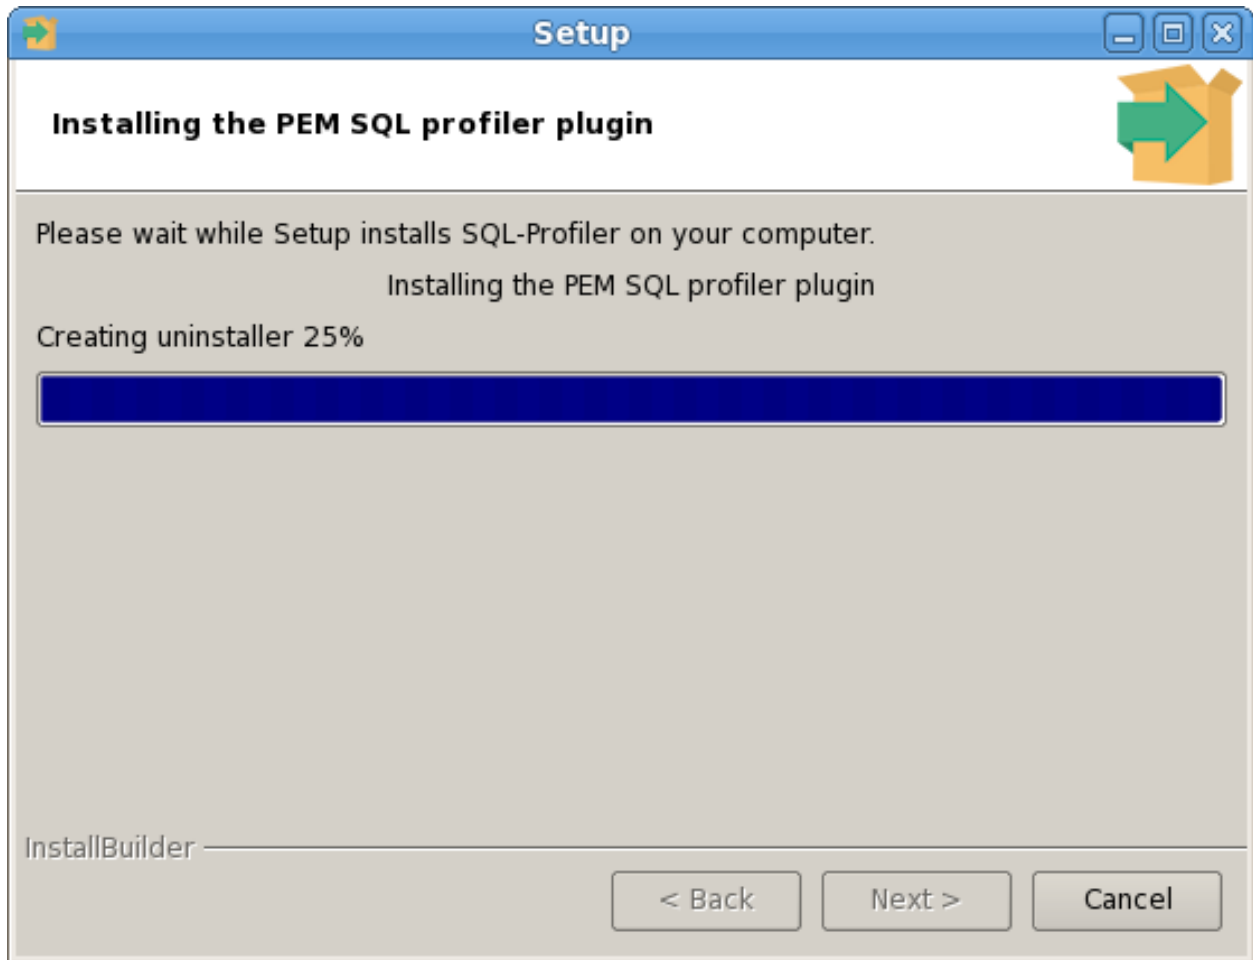 Setup
Installing the PEM SQL profiler plugin
Please wait while Setup installs SQL-Profiler on your computer.
Installing the PEM SQL profiler plugin
Creating uninstaller 25%
InstallBuilder
< Back Next > Cancel